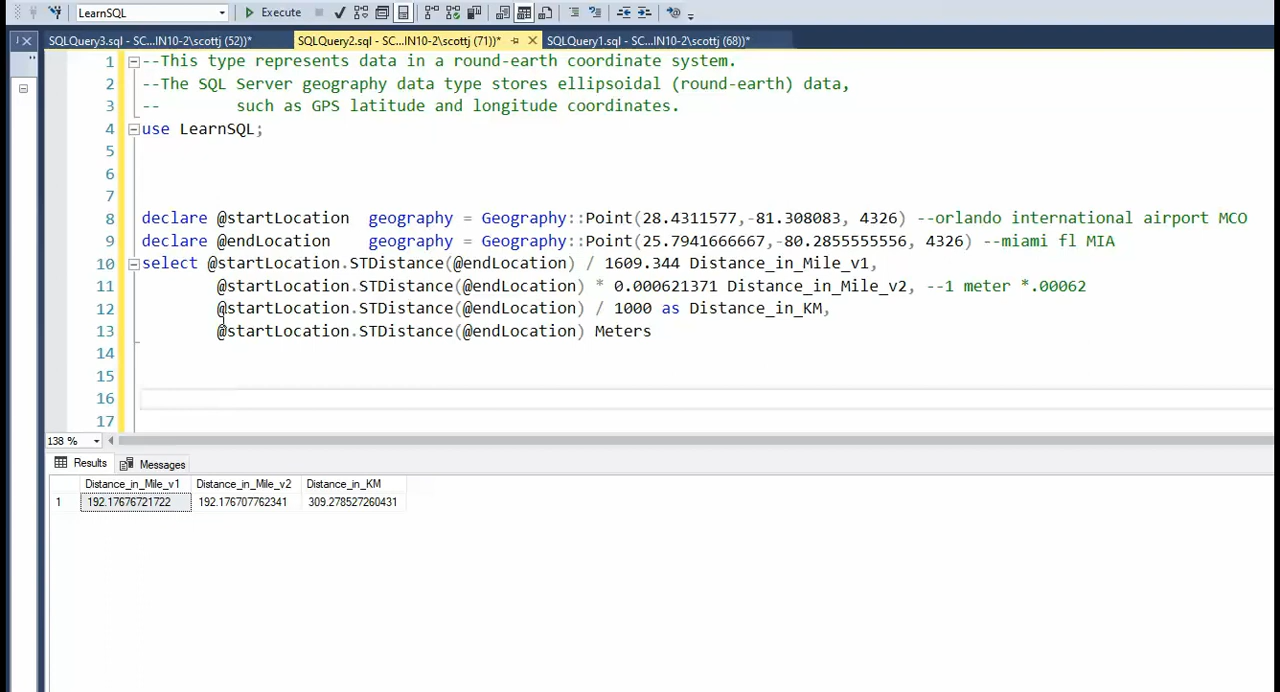 LearnSQL Execute
SQLQuery3.sql - SC...IN10-2\scottj (52))* SQLQuery2.sql - SC...IN10-2\scottj (71))* SQLQuery1.sql - SC...IN10-2\scottj (68))*
1 --This type represents data in a round-earth coordinate system.
2 --The SQL Server geography data type stores ellipsoidal (round-earth) data,
3 -- such as GPS latitude and longitude coordinates.
4 use LearnSQL;
5
6
7
8 declare @startLocation geography = Geography::Point(28.4311577,-81.308083, 4326) --orlando international airport MCO
9 declare @endLocation geography = Geography::Point(25.7941666667,-80.2855555556, 4326) --miami fl MIA
10 select @startLocation.STDistance(@endLocation) / 1609.344 Distance_in_Mile_v1,
11 @startLocation.STDistance(@endLocation) * 0.000621371 Distance_in_Mile_v2, --1 meter *.00062
12 @startLocation.STDistance(@endLocation) / 1000 as Distance_in_KM,
13 @startLocation.STDistance(@endLocation) Meters
14
15
16
17
138 %
Results Messages
Distance_in_Mile_v1 Distance_in_Mile_v2 Distance_in_KM
1 192.17676721722 192.176707762341 309.278527260431